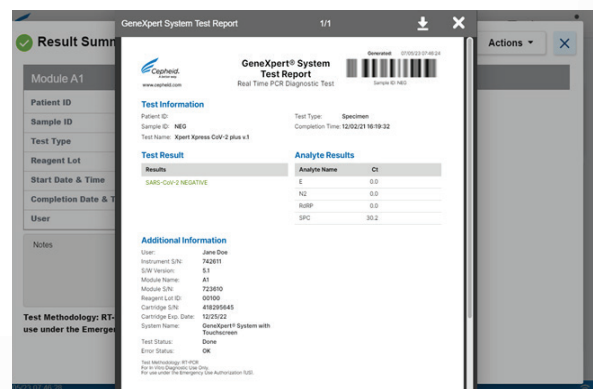 GeneXpert System Test Report
1/1
Result Summ
Actions
Module A1
Patient ID
Sample ID
Test Type
Reagent Lot
Start Date & Time
Completion Date & T
User
Notes
Test Methodology: RT-
use under the Emerge
Cepheid.
A better way.
www.cepheid.com
GeneXpert® System
Test Report
Real Time PCR Diagnostic Test
Generated: 07/05/23 07:46:24
Sample ID: NEG
Test Information
Patient ID:
Test Type: Specimen
Sample ID: NEG
Completion Time: 12/02/21 16:19:32
Test Name: Xpert Xpress CoV-2 plus v.1
Test Result
Results
SARS-CoV-2 NEGATIVE
Analyte Results
Analyte Name Ct
E 0.0
N2 0.0
RdRP 0.0
SPC 30.2
Additional Information
User: Jane Doe
Instrument S/N: 742611
S/W Version: 5.1
Module Name: A1
Module S/N: 723610
Reagent Lot ID: 00100
Cartridge S/N: 418295645
Cartridge Exp. Date: 12/25/22
System Name: GeneXpert® System with
Touchscreen
Test Status: Done
Error Status: OK
Test Methodology: RT-PCR
For In Vitro Diagnostic Use Only.
For use under the Emergency Use Authorization (US).